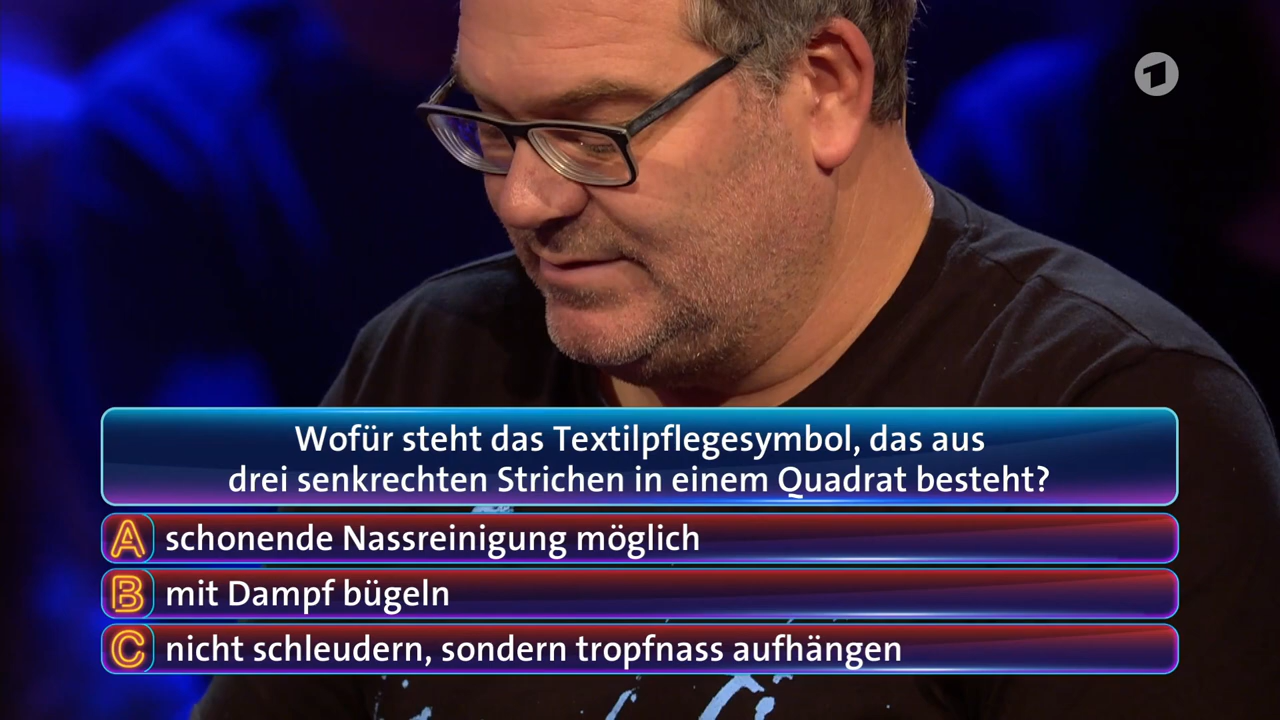 1
Wofür steht das Textilpflegesymbol, das aus
drei senkrechten Strichen in einem Quadrat besteht?
A schonende Nassreinigung möglich
B mit Dampf bügeln
C nicht schleudern, sondern tropfnass aufhängen